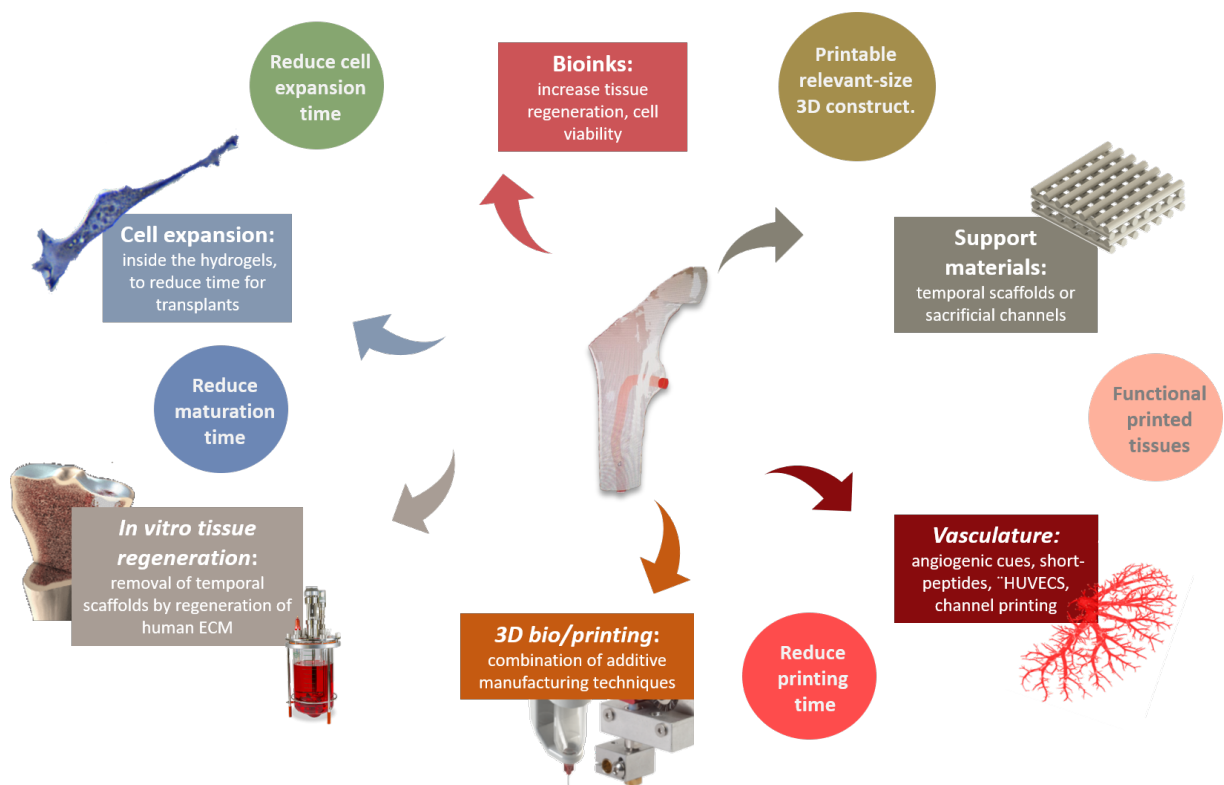 Reduce cell
expansion
time
Bioinks:
increase tissue
regeneration, cell
viability
Printable
relevant-size
3D construct.
Cell expansion:
inside the hydrogels,
to reduce time for
transplants
Support
materials:
temporal scaffolds or
sacrificial channels
Reduce
maturation
time
Functional
printed
tissues
In vitro tissue
regeneration:
removal of temporal
scaffolds by regeneration of
human ECM
Vasculature:
angiogenic cues, short-
peptides, ¨HUVECS,
channel printing
3D bio/printing:
combination of additive
manufacturing techniques
Reduce
printing
time